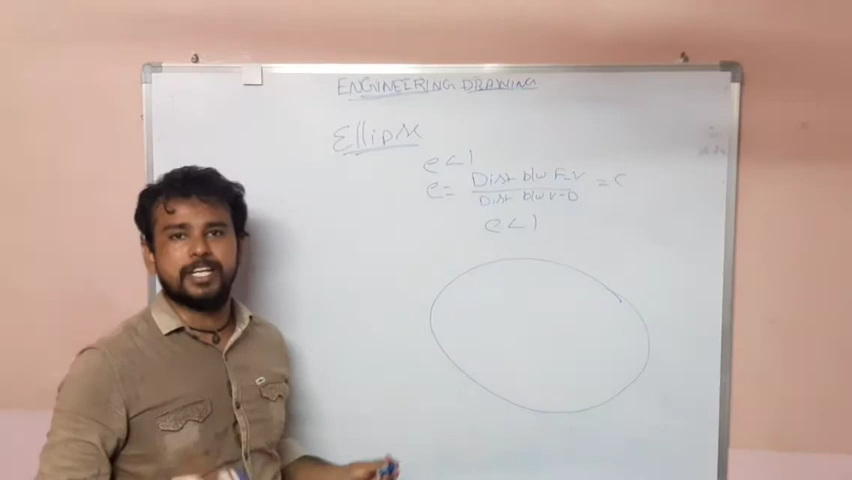 ENGINEERING DRAWING
Ellipse
e < 1
e = Dist b/w F-V / Dist b/w V-D = C
e < 1